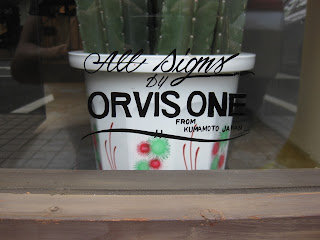 All Signs
BY
ORVIS ONE
FROM
KUMAMOTO JAPAN